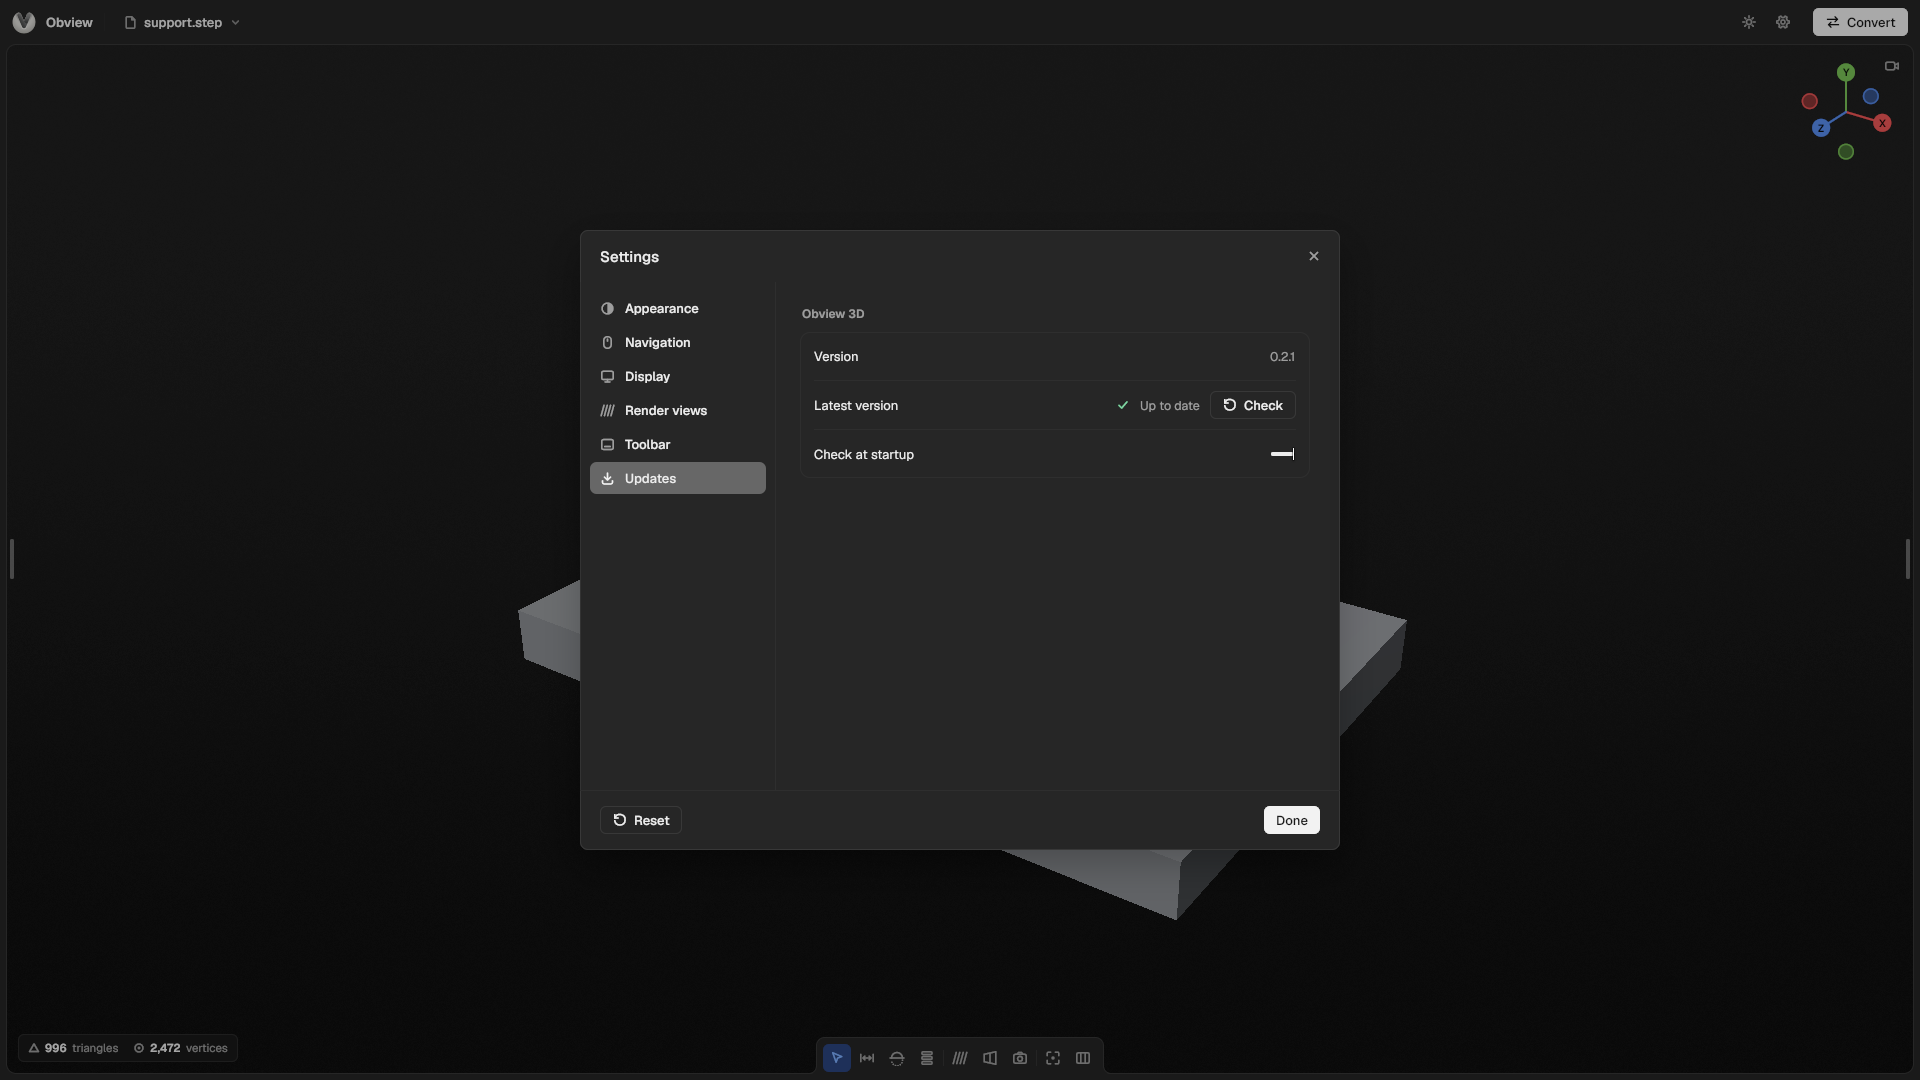 Obview
support.step
Convert
Y
X
Z
Settings
Appearance
Navigation
Display
Render views
Toolbar
Updates
Obview 3D
Version 0.2.1
Latest version Up to date Check
Check at startup
Reset
Done
996 triangles 2,472 vertices